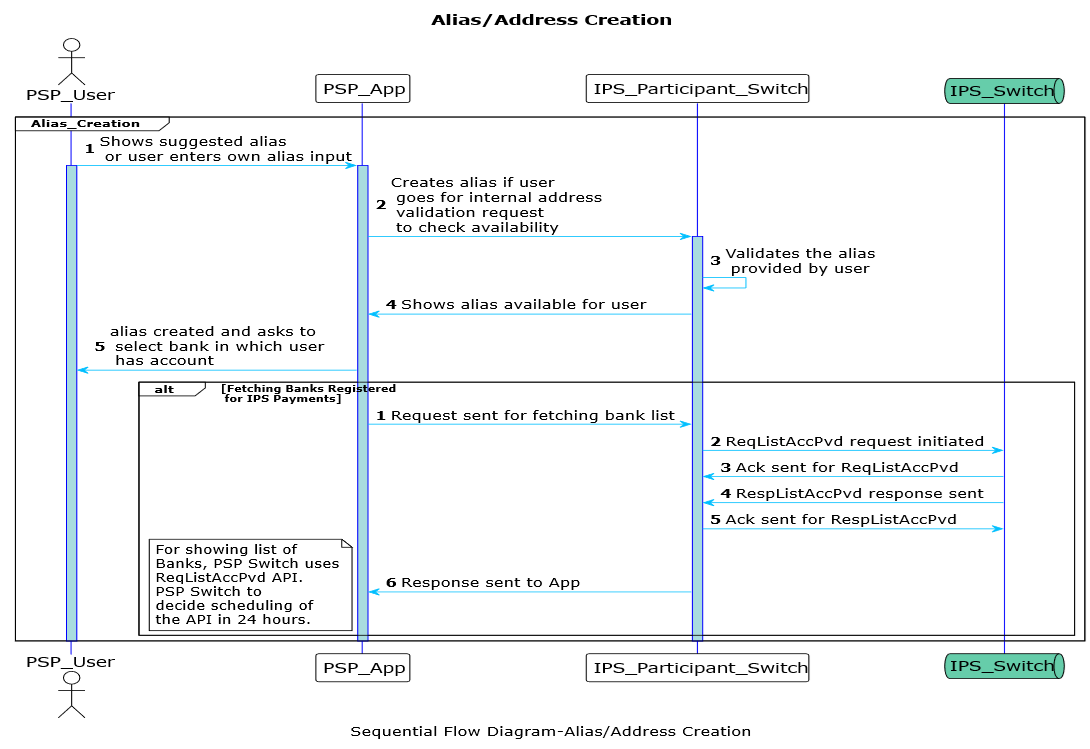 Alias/Address Creation
PSP_User
PSP_App
IPS_Participant_Switch
IPS_Switch
Alias_Creation
1 Shows suggested alias
or user enters own alias input
Creates alias if user
2 goes for internal address
validation request
to check availability
3 Validates the alias
provided by user
4 Shows alias available for user
alias created and asks to
5 select bank in which user
has account
alt [Fetching Banks Registered
for IPS Payments]
1 Request sent for fetching bank list
2 ReqListAccPvd request initiated
3 Ack sent for ReqListAccPvd
4 RespListAccPvd response sent
5 Ack sent for RespListAccPvd
For showing list of
Banks, PSP Switch uses
ReqListAccPvd API.
PSP Switch to
decide scheduling of
the API in 24 hours.
6 Response sent to App
PSP_User
PSP_App
IPS_Participant_Switch
IPS_Switch
Sequential Flow Diagram-Alias/Address Creation